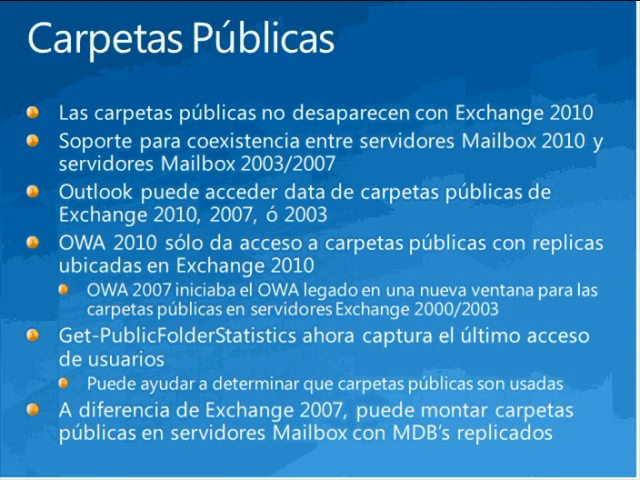 Carpetas Públicas
Las carpetas públicas no desaparecen con Exchange 2010
Soporte para coexistencia entre servidores Mailbox 2010 y
servidores Mailbox 2003/2007
Outlook puede acceder data de carpetas públicas de
Exchange 2010, 2007, ó 2003
OWA 2010 sólo da acceso a carpetas públicas con replicas
ubicadas en Exchange 2010
OWA 2007 iniciaba el OWA legado en una nueva ventana para las
carpetas públicas en servidores Exchange 2000/2003
Get-PublicFolderStatistics ahora captura el último acceso
de usuarios
Puede ayudar a determinar que carpetas públicas son usadas
A diferencia de Exchange 2007, puede montar carpetas
públicas en servidores Mailbox con MDB's replicados